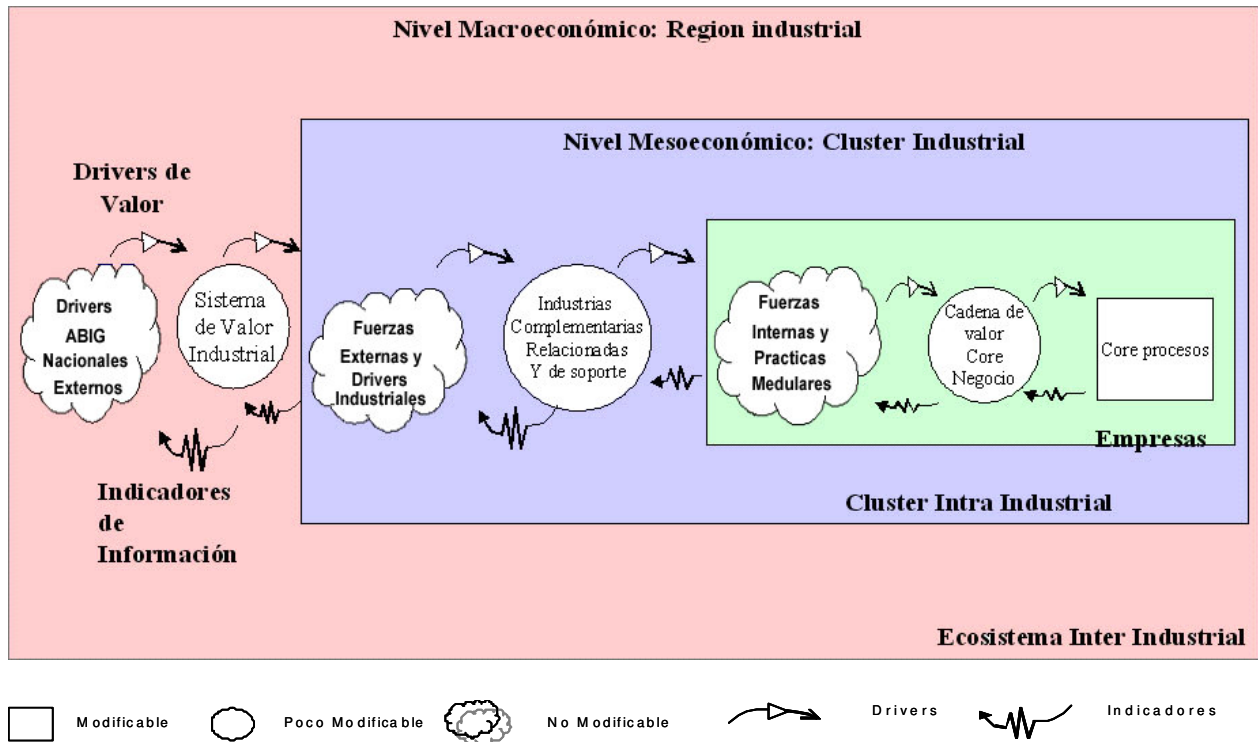 Nivel Macroeconómico: Region industrial
Nivel Mesoeconómico: Cluster Industrial
Drivers de
Valor
Drivers
ABIG
Nacionales
Externos
Sistema
de Valor
Industrial
Fuerzas
Externas y
Drivers
Industriales
Industrias
Complementarias
Relacionadas
Y de soporte
Fuerzas
Internas y
Practicas
Medulares
Cadena de
valor
Core
Negocio
Core procesos
Empresas
Indicadores
de
Información
Cluster Intra Industrial
Ecosistema Inter Industrial
Modificable
Poco Modificable
No Modificable
Drivers
Indicadores